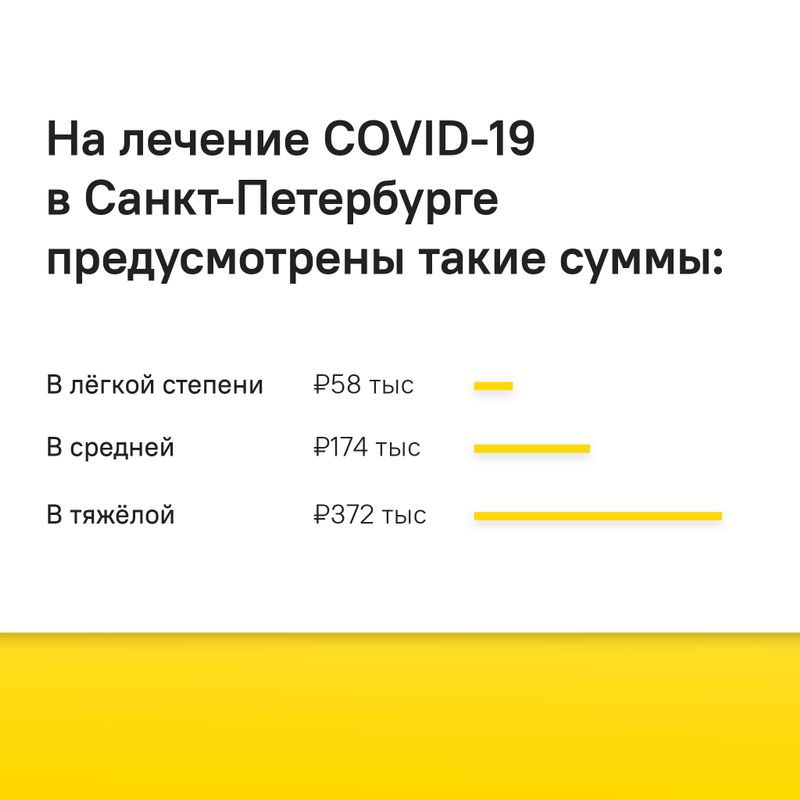 На лечение COVID-19
в Санкт-Петербурге
предусмотрены такие суммы:
В лёгкой степени ₽58 тыс
В средней ₽174 тыс
В тяжёлой ₽372 тыс